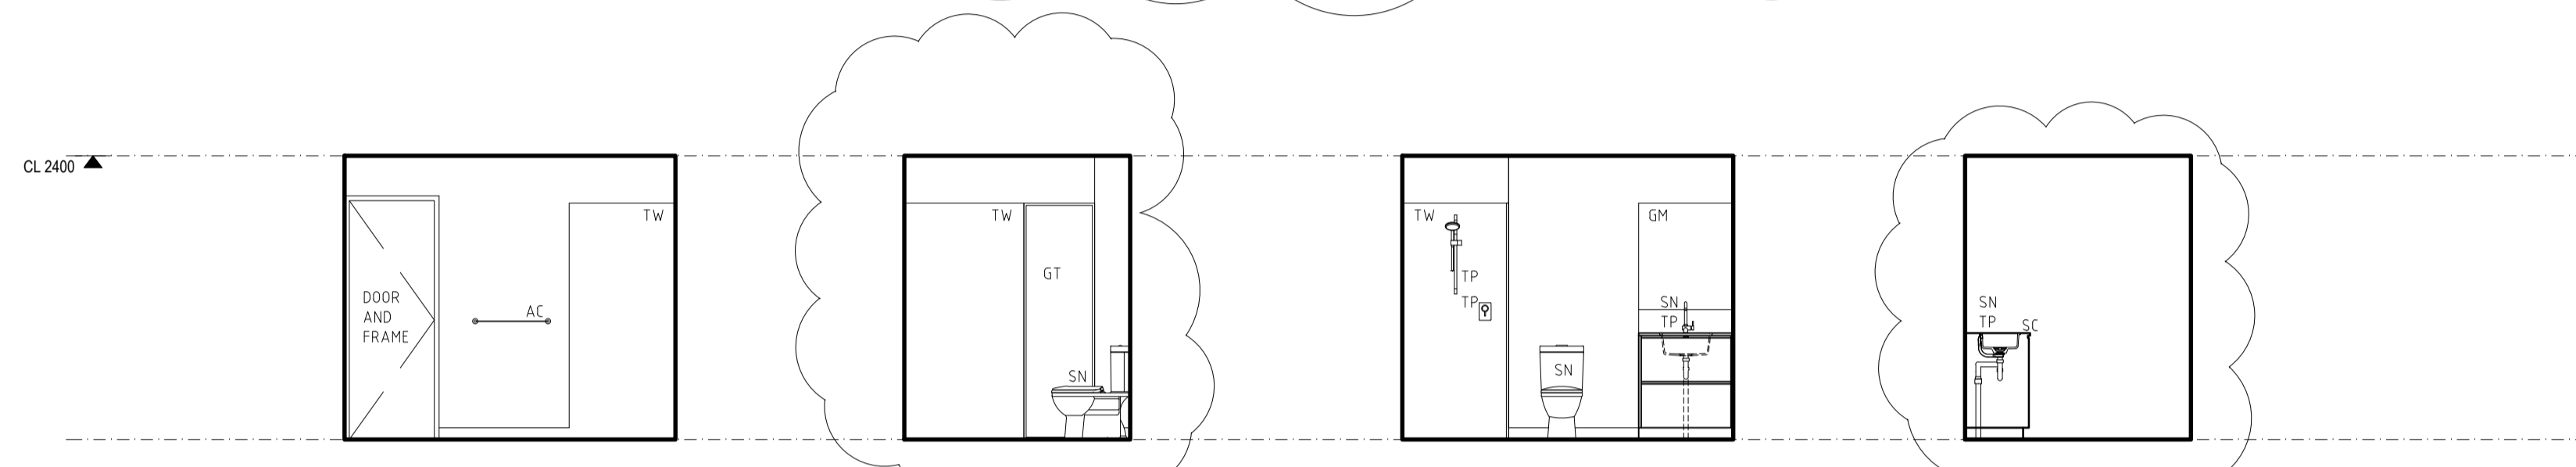 CL 2400
TW
DOOR
AND
FRAME
AC
TW
GT
SN
TW
TP
TP
GM
SN
TP
SN
SN
TP
SC